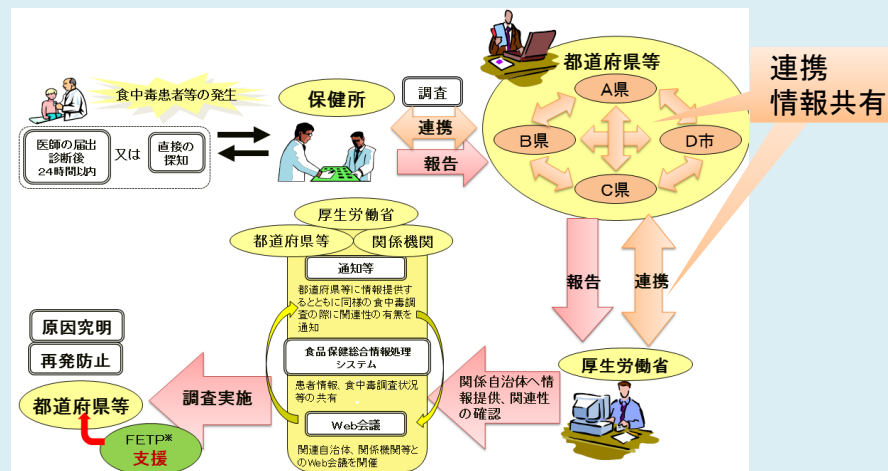 食中毒患者等の発生
医師の届出
診断後
24時間以内
又は
直接の
探知
保健所
調査
連携
報告
都道府県等
A県
B県
D市
C県
連携
情報共有
報告
連携
厚生労働省
関係自治体へ情
報提供、関連性
の確認
厚生労働省
都道府県等
関係機関
通知等
都道府県等に情報提供す
るとともに同様の食中毒調
査の際に関連性の有無を
通知
食品保健総合情報処理
システム
患者情報、食中毒調査状況
等の共有
Web会議
関連自治体、関係機関等と
のWeb会議を開催
調査実施
原因究明
再発防止
都道府県等
FETP※
支援